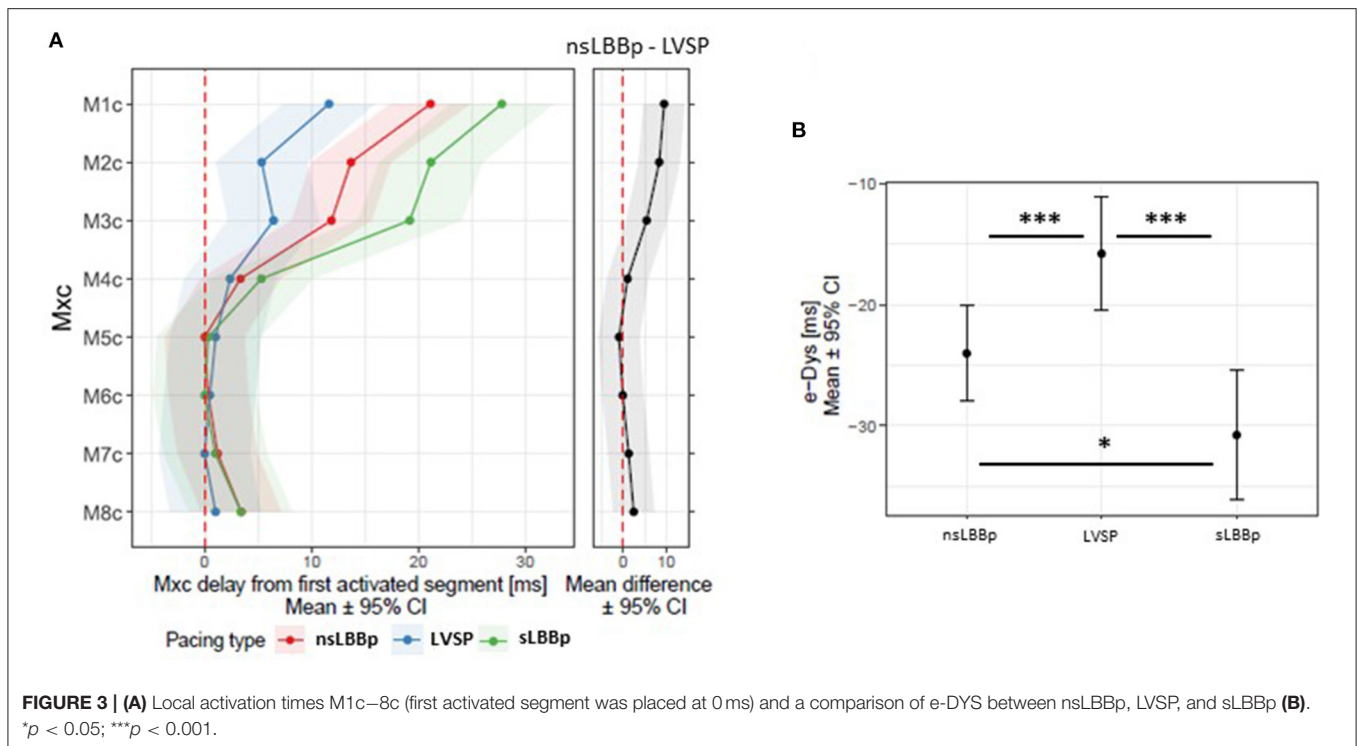 A
nsLBBp - LVSP
M1c
M2c
M3c
M4c
M5c
M6c
M7c
M8c
Mxc
0 10 20 30
0 10
Mxc delay from first activated segment [ms]
Mean ± 95% CI
Mean difference
± 95% CI
Pacing type nsLBBp LVSP sLBBp
B
-10
-20
-30
e-Dys [ms]
Mean ± 95% CI
*** ***
*
nsLBBp LVSP sLBBp
FIGURE 3 | (A) Local activation times M1c–8c (first activated segment was placed at 0 ms) and a comparison of e-DYS between nsLBBp, LVSP, and sLBBp (B).
*p < 0.05; ***p < 0.001.